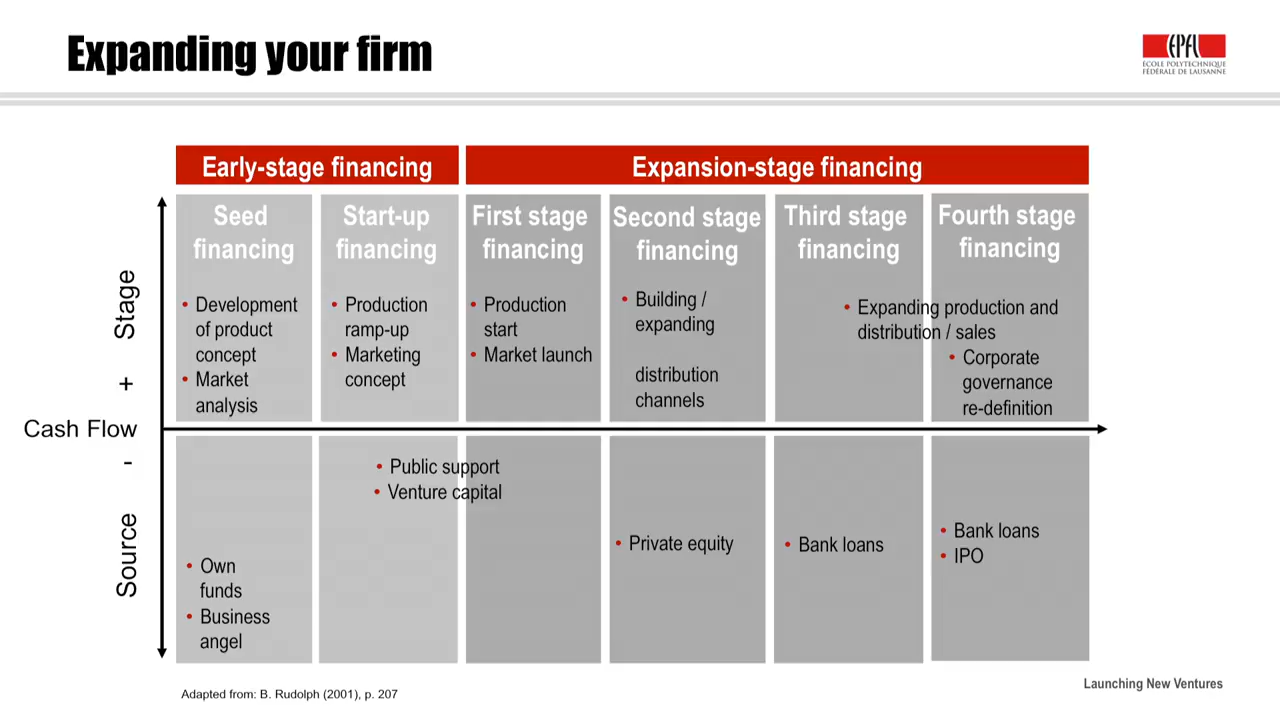 Expanding your firm
EPFL
ÉCOLE POLYTECHNIQUE
FÉDÉRALE DE LAUSANNE
Early-stage financing
Expansion-stage financing
Seed
financing
Start-up
financing
First stage
financing
Second stage
financing
Third stage
financing
Fourth stage
financing
Stage
+
Cash Flow
-
Source
• Development
of product
concept
• Market
analysis
• Production
ramp-up
• Marketing
concept
• Production
start
• Market launch
• Building /
expanding
distribution
channels
• Expanding production and
distribution / sales
• Corporate
governance
re-definition
• Own
funds
• Business
angel
• Public support
• Venture capital
• Private equity
• Bank loans
• Bank loans
• IPO
Adapted from: B. Rudolph (2001), p. 207
Launching New Ventures